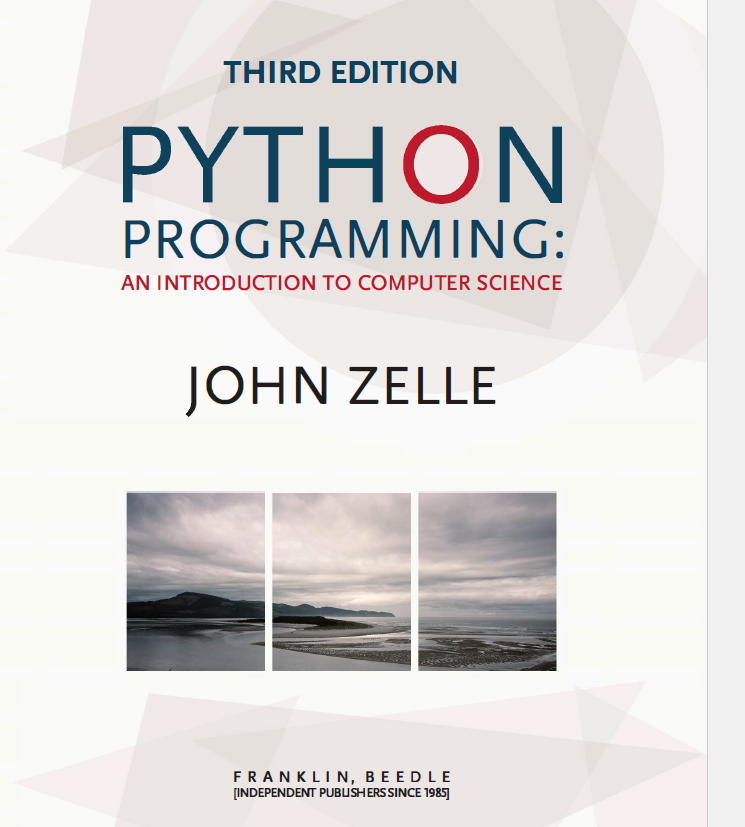 THIRD EDITION
PYTHON
PROGRAMMING:
AN INTRODUCTION TO COMPUTER SCIENCE
JOHN ZELLE
FRANKLIN, BEEDLE
[INDEPENDENT PUBLISHERS SINCE 1985]